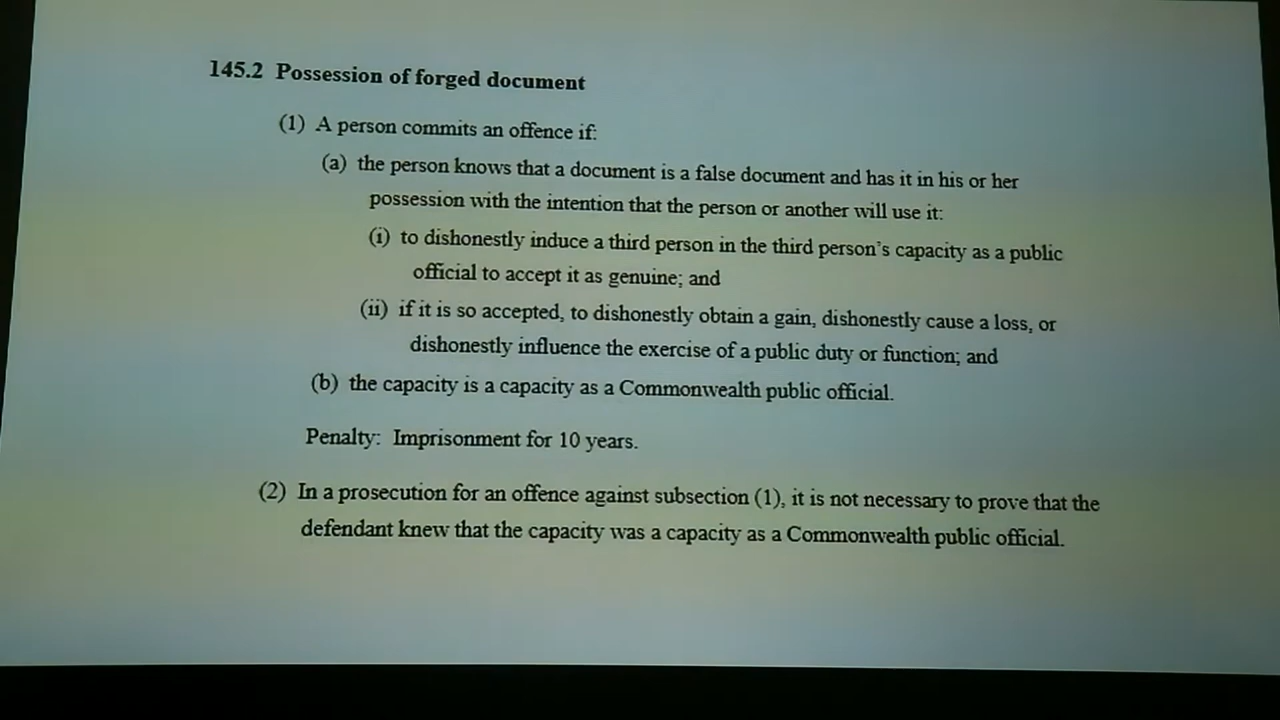 145.2 Possession of forged document
(1) A person commits an offence if:
(a) the person knows that a document is a false document and has it in his or her
possession with the intention that the person or another will use it:
(i) to dishonestly induce a third person in the third person's capacity as a public
official to accept it as genuine; and
(ii) if it is so accepted, to dishonestly obtain a gain, dishonestly cause a loss, or
dishonestly influence the exercise of a public duty or function; and
(b) the capacity is a capacity as a Commonwealth public official.
Penalty: Imprisonment for 10 years.
(2) In a prosecution for an offence against subsection (1), it is not necessary to prove that the
defendant knew that the capacity was a capacity as a Commonwealth public official.